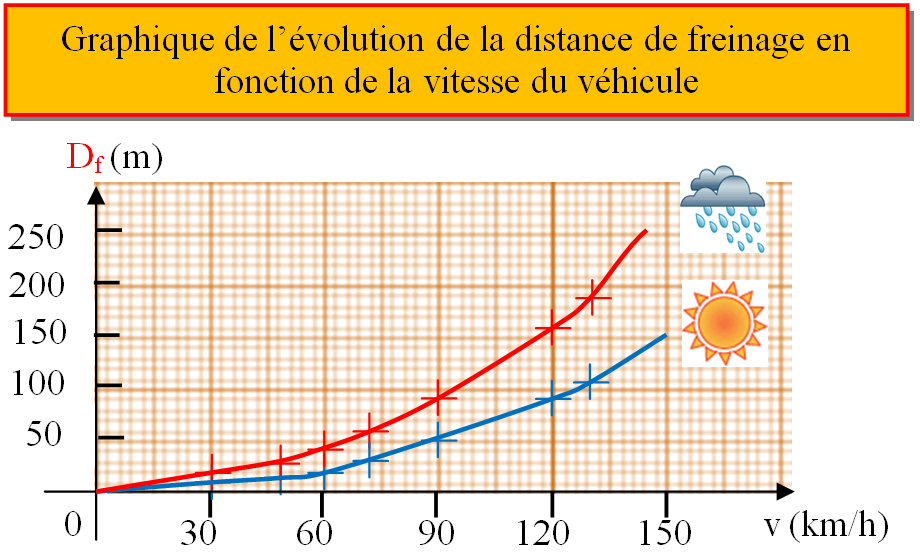 Graphique de l’évolution de la distance de freinage en
fonction de la vitesse du véhicule
Df (m)
250
200
150
100
50
0 30 60 90 120 150 v (km/h)